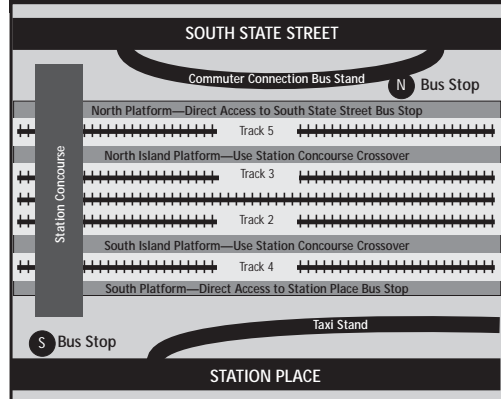 SOUTH STATE STREET
Commuter Connection Bus Stand
N Bus Stop
North Platform—Direct Access to South State Street Bus Stop
Track 5
North Island Platform—Use Station Concourse Crossover
Track 3
Station Concourse
Track 2
South Island Platform—Use Station Concourse Crossover
Track 4
South Platform—Direct Access to Station Place Bus Stop
Taxi Stand
S Bus Stop
STATION PLACE